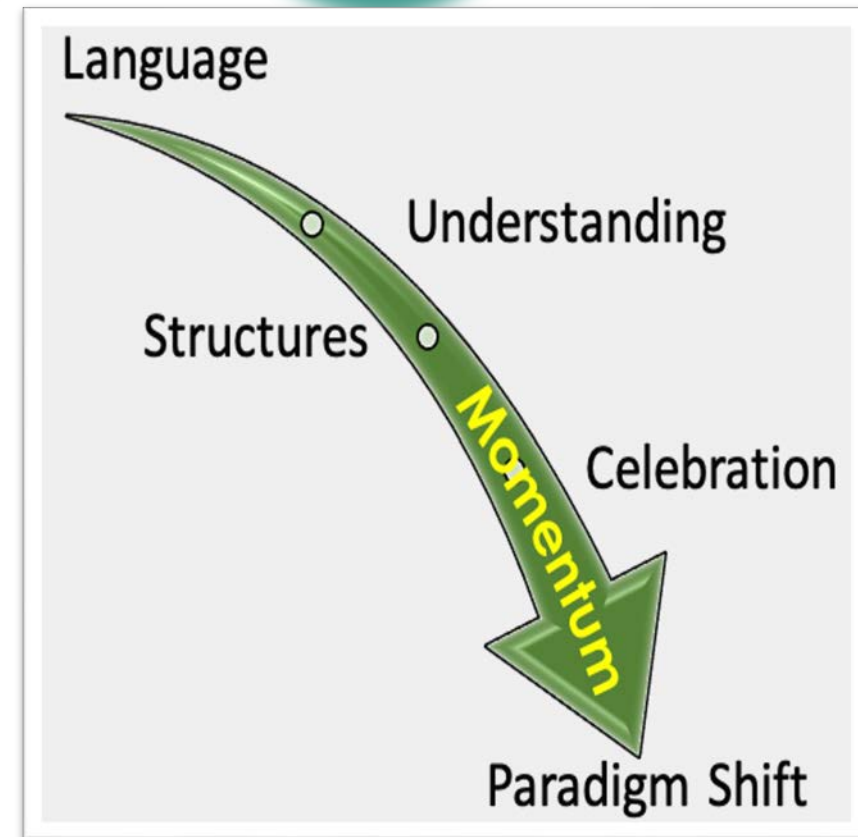 Language
Understanding
Structures
Momentum
Celebration
Paradigm Shift